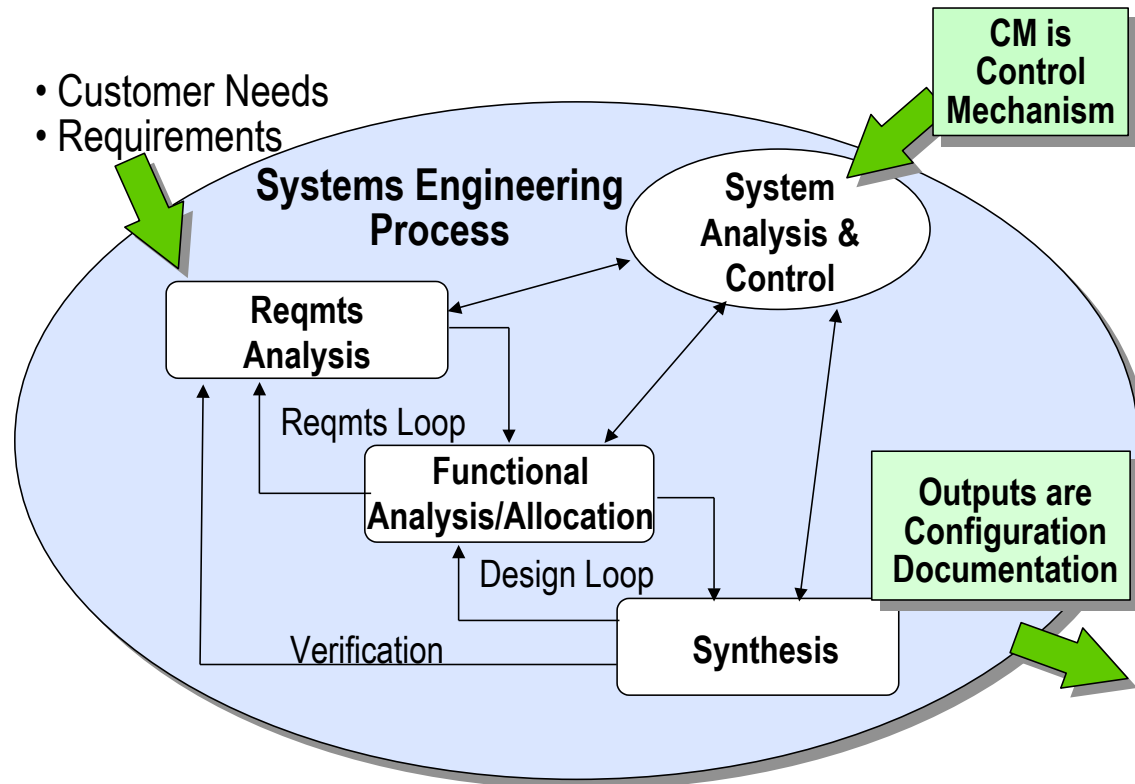 • Customer Needs
• Requirements
CM is
Control
Mechanism
Systems Engineering
Process
System
Analysis &
Control
Reqmts
Analysis
Reqmts Loop
Functional
Analysis/Allocation
Outputs are
Configuration
Documentation
Design Loop
Verification
Synthesis